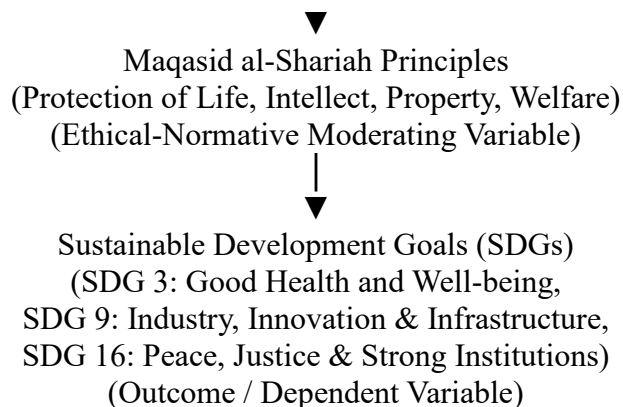 Maqasid al-Shariah Principles
(Protection of Life, Intellect, Property, Welfare)
(Ethical-Normative Moderating Variable)
Sustainable Development Goals (SDGs)
(SDG 3: Good Health and Well-being,
SDG 9: Industry, Innovation & Infrastructure,
SDG 16: Peace, Justice & Strong Institutions)
(Outcome / Dependent Variable)